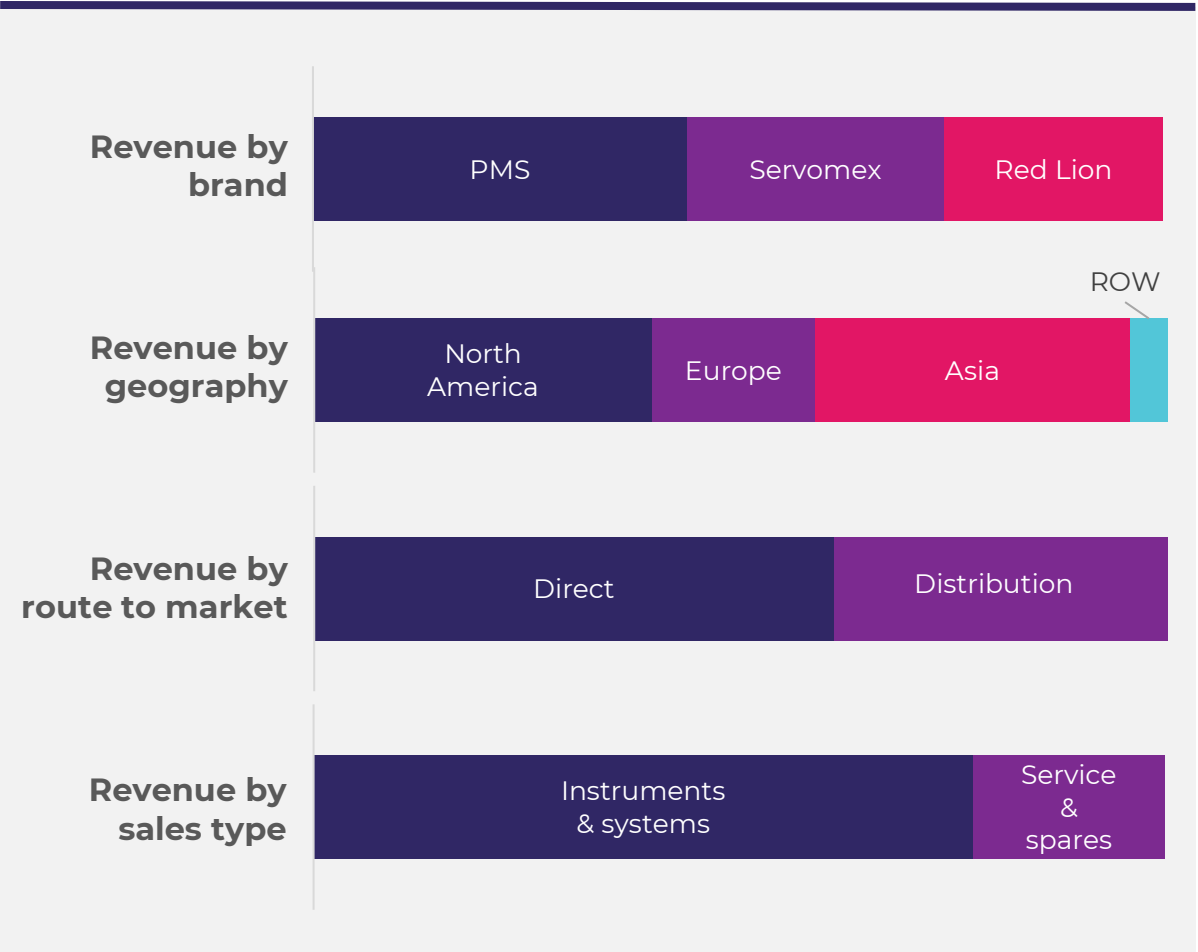 Revenue by
brand
PMS
Servomex
Red Lion
ROW
Revenue by
geography
North
America
Europe
Asia
Revenue by
route to market
Direct
Distribution
Revenue by
sales type
Instruments
& systems
Service
&
spares